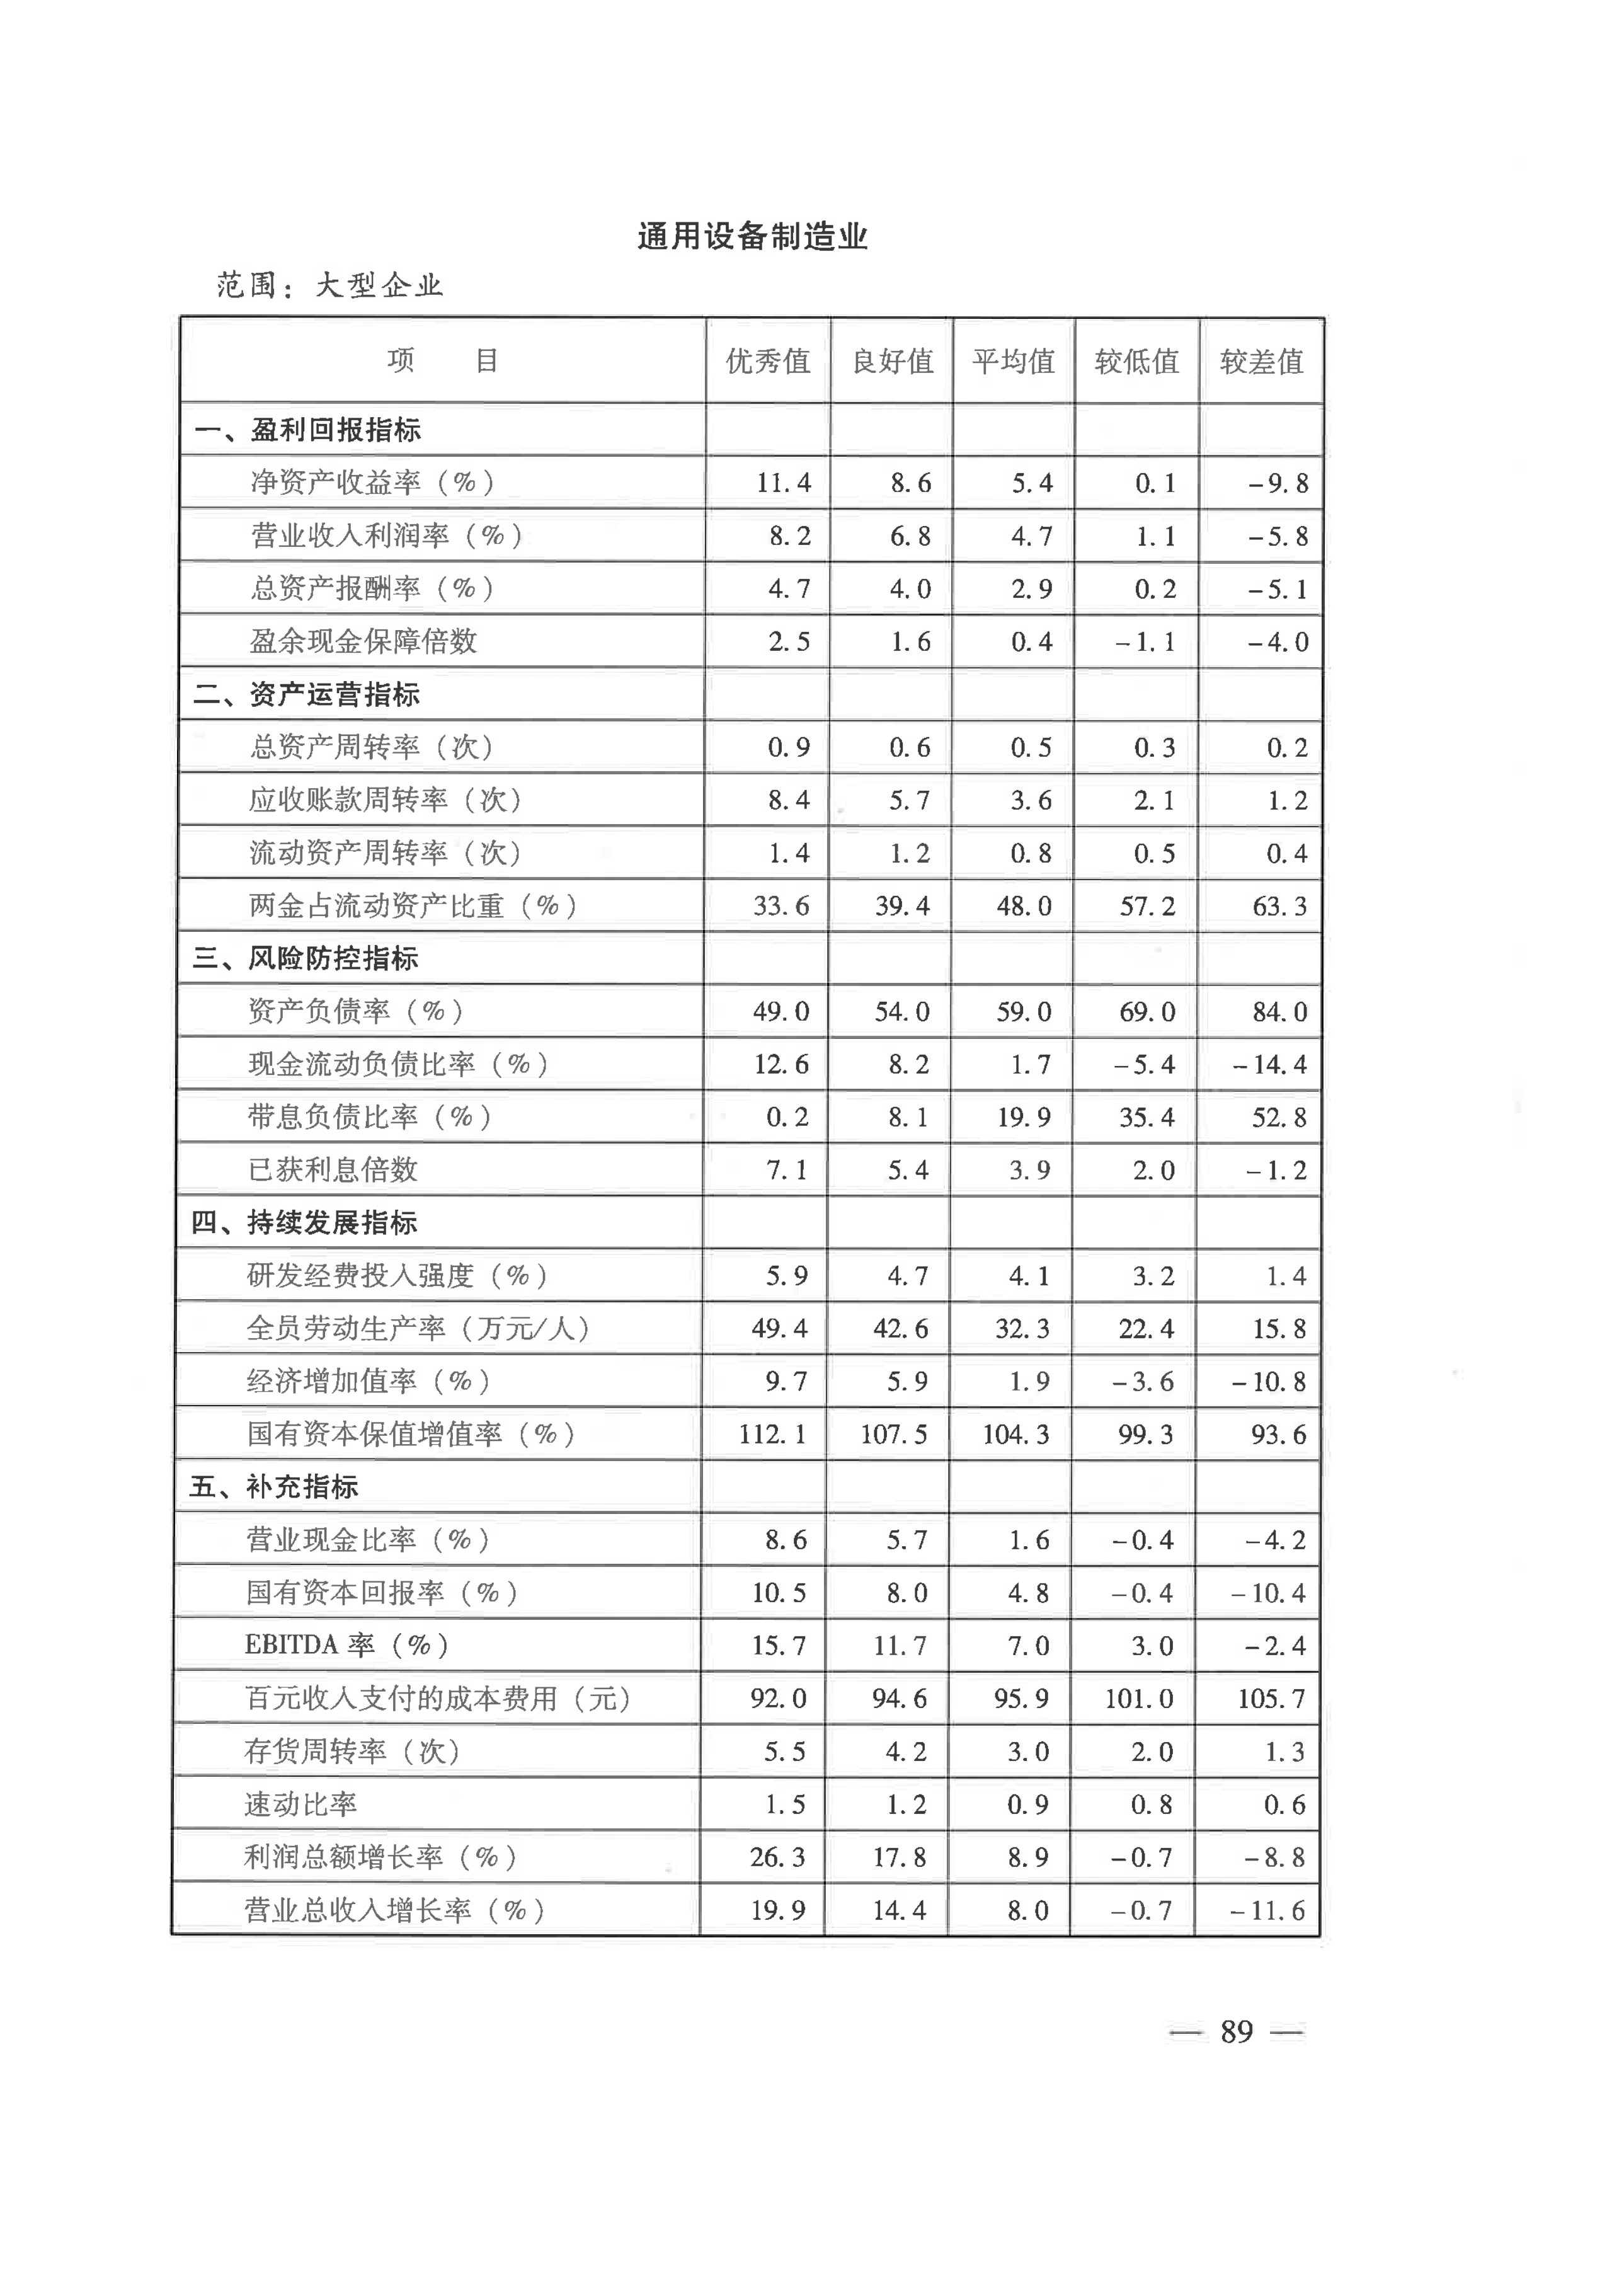 通用设备制造业
范围：大型企业
项 目 优秀值 良好值 平均值 较低值 较差值
一、盈利回报指标
净资产收益率（%） 11.4 8.6 5.4 0.1 -9.8
营业收入利润率（%） 8.2 6.8 4.7 1.1 -5.8
总资产报酬率（%） 4.7 4.0 2.9 0.2 -5.1
盈余现金保障倍数 2.5 1.6 0.4 -1.1 -4.0
二、资产运营指标
总资产周转率（次） 0.9 0.6 0.5 0.3 0.2
应收账款周转率（次） 8.4 5.7 3.6 2.1 1.2
流动资产周转率（次） 1.4 1.2 0.8 0.5 0.4
两金占流动资产比重（%） 33.6 39.4 48.0 57.2 63.3
三、风险防控指标
资产负债率（%） 49.0 54.0 59.0 69.0 84.0
现金流动负债比率（%） 12.6 8.2 1.7 -5.4 -14.4
带息负债比率（%） 0.2 8.1 19.9 35.4 52.8
已获利息倍数 7.1 5.4 3.9 2.0 -1.2
四、持续发展指标
研发经费投入强度（%） 5.9 4.7 4.1 3.2 1.4
全员劳动生产率（万元/人） 49.4 42.6 32.3 22.4 15.8
经济增加值率（%） 9.7 5.9 1.9 -3.6 -10.8
国有资本保值增值率（%） 112.1 107.5 104.3 99.3 93.6
五、补充指标
营业现金比率（%） 8.6 5.7 1.6 -0.4 -4.2
国有资本回报率（%） 10.5 8.0 4.8 -0.4 -10.4
EBITDA 率（%） 15.7 11.7 7.0 3.0 -2.4
百元收入支付的成本费用（元） 92.0 94.6 95.9 101.0 105.7
存货周转率（次） 5.5 4.2 3.0 2.0 1.3
速动比率 1.5 1.2 0.9 0.8 0.6
利润总额增长率（%） 26.3 17.8 8.9 -0.7 -8.8
营业总收入增长率（%） 19.9 14.4 8.0 -0.7 -11.6
— 89 —